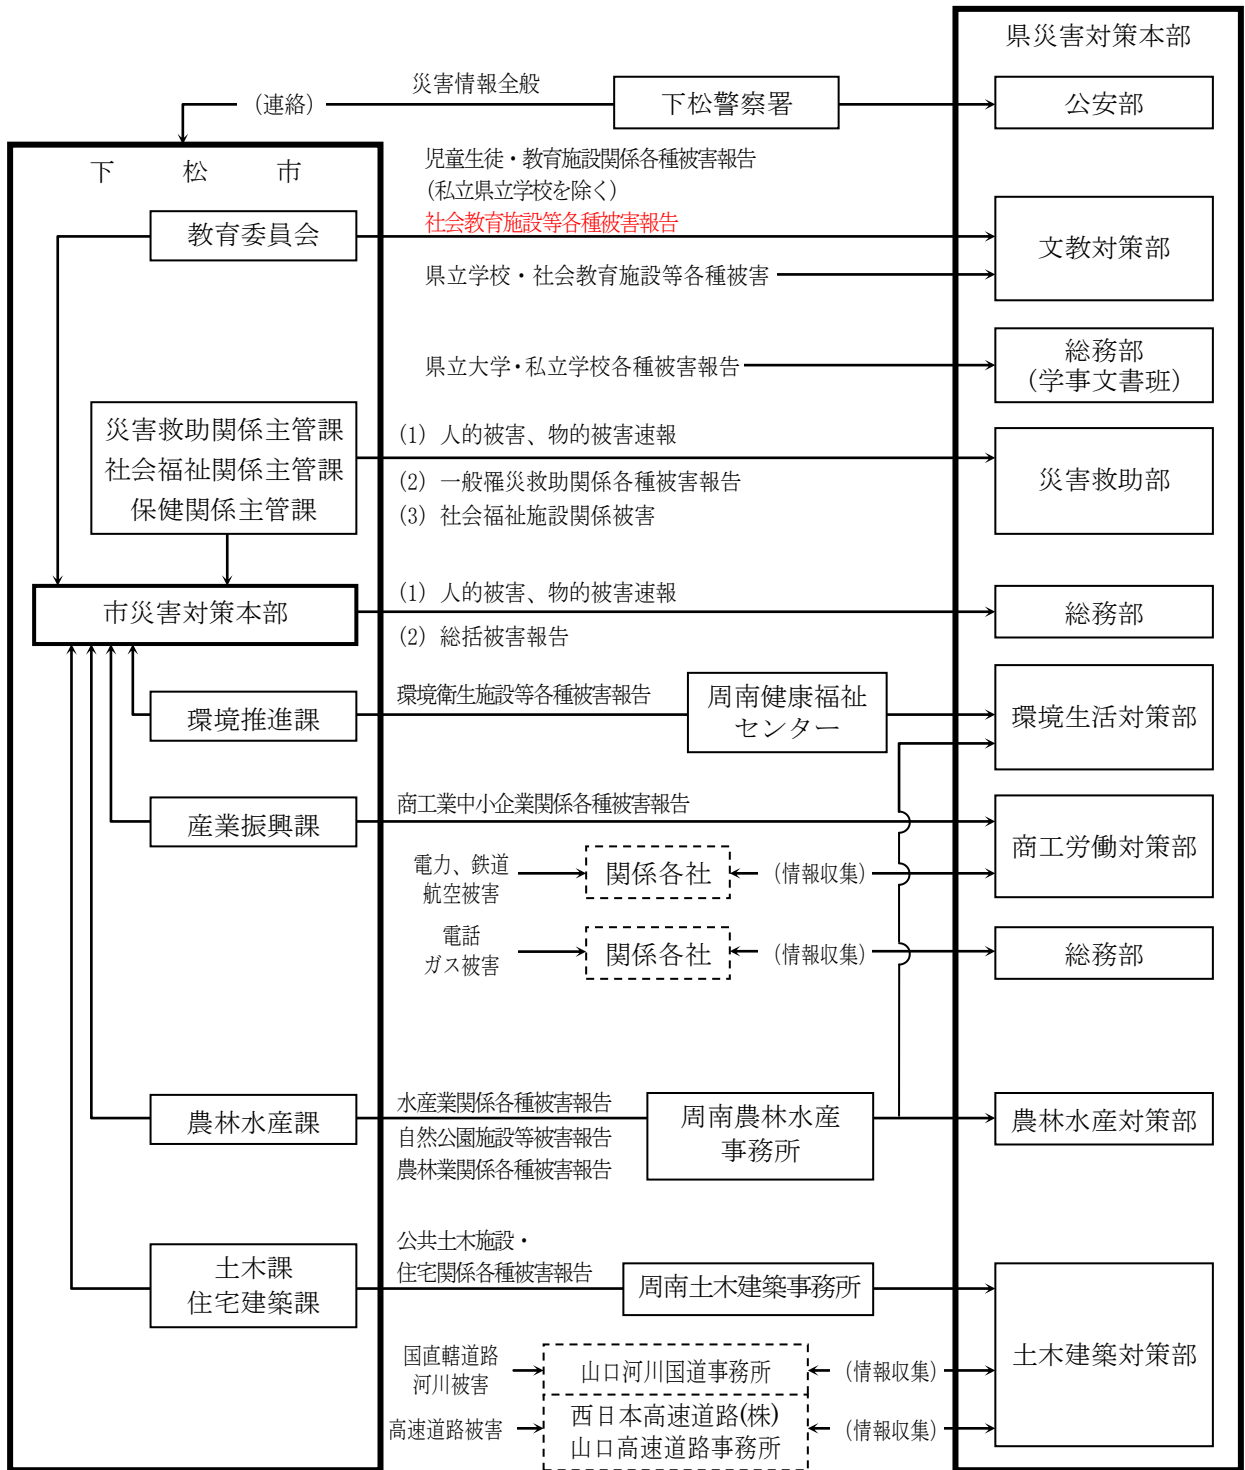 県災害対策本部
災害情報全般
（連絡）
下松警察署
公安部
下松市
児童生徒・教育施設関係各種被害報告
（私立県立学校を除く）
社会教育施設等各種被害報告
教育委員会
文教対策部
県立学校・社会教育施設等各種被害
県立大学・私立学校各種被害報告
総務部
（学事文書班）
災害救助関係主管課
社会福祉関係主管課
保健関係主管課
(1) 人的被害、物的被害速報
(2) 一般罹災救助関係各種被害報告
(3) 社会福祉施設関係被害
災害救助部
市災害対策本部
(1) 人的被害、物的被害速報
(2) 総括被害報告
総務部
環境推進課
環境衛生施設等各種被害報告
周南健康福祉
センター
環境生活対策部
産業振興課
商工業中小企業関係各種被害報告
商工労働対策部
電力、鉄道
航空被害
関係各社
（情報収集）
電話
ガス被害
関係各社
（情報収集）
総務部
農林水産課
水産業関係各種被害報告
自然公園施設等被害報告
農林業関係各種被害報告
周南農林水産
事務所
農林水産対策部
土木課
住宅建築課
公共土木施設・
住宅関係各種被害報告
周南土木建築事務所
土木建築対策部
国直轄道路
河川被害
山口河川国道事務所
（情報収集）
高速道路被害
西日本高速道路(株)
山口高速道路事務所
（情報収集）